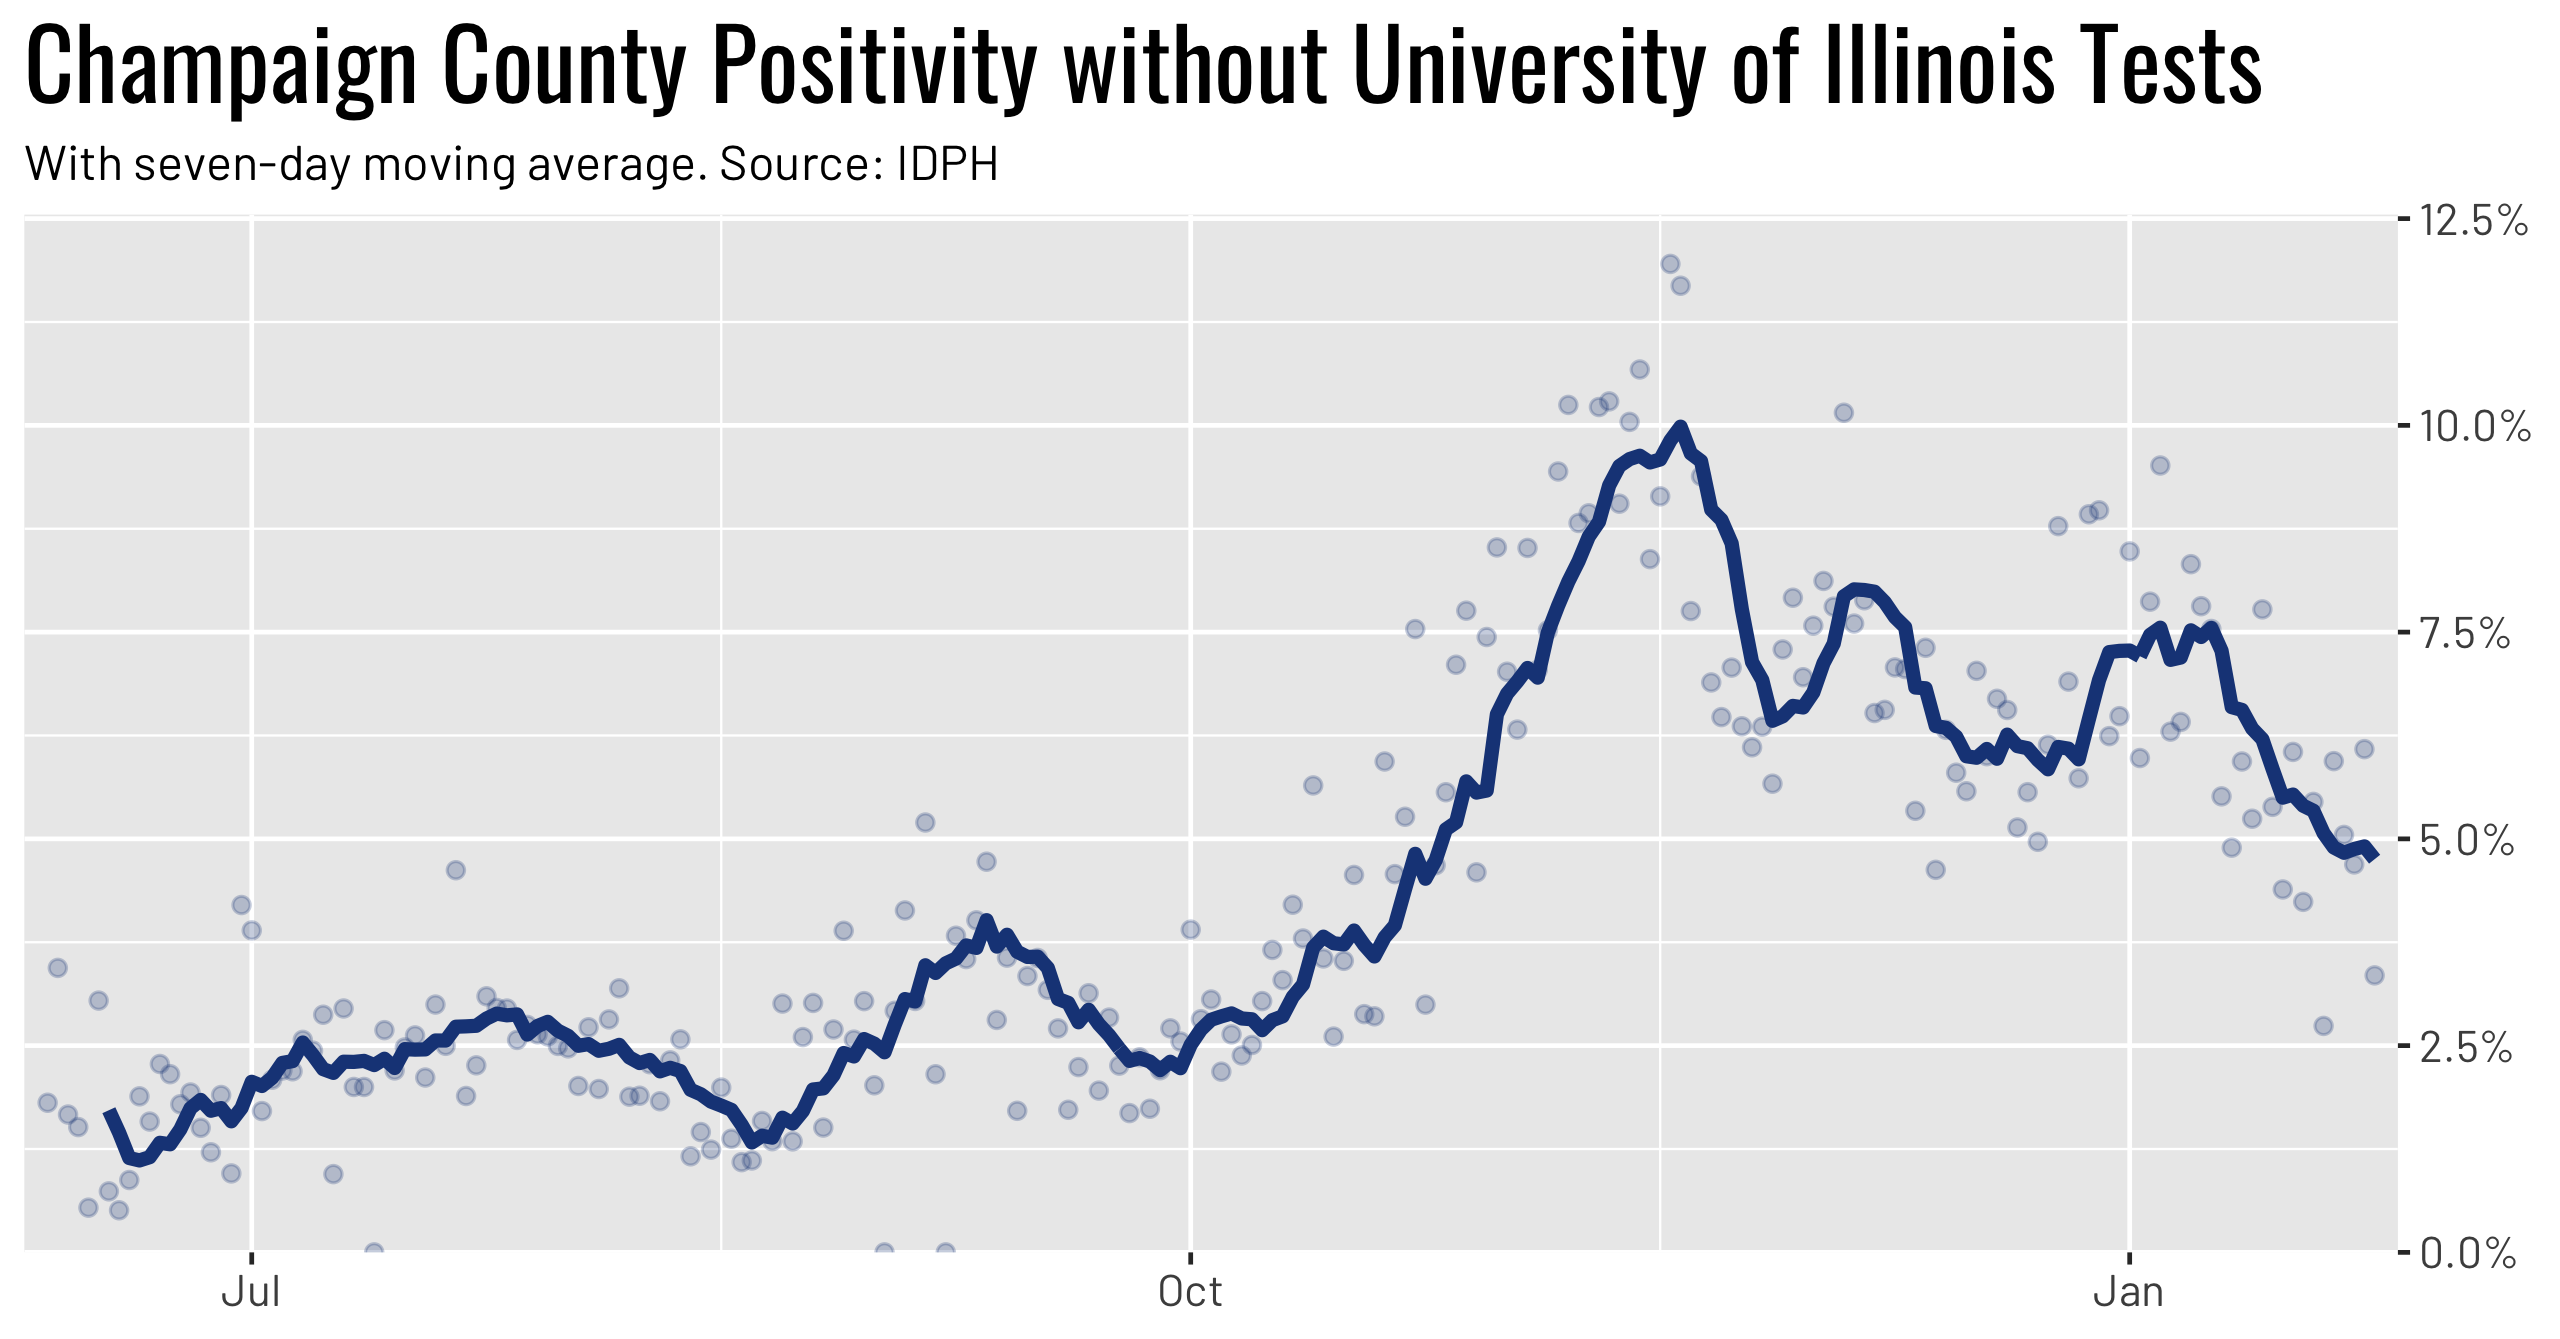 Champaign County Positivity without University of Illinois Tests
With seven-day moving average. Source: IDPH
12.5%
10.0%
7.5%
5.0%
2.5%
0.0%
Jul
Oct
Jan